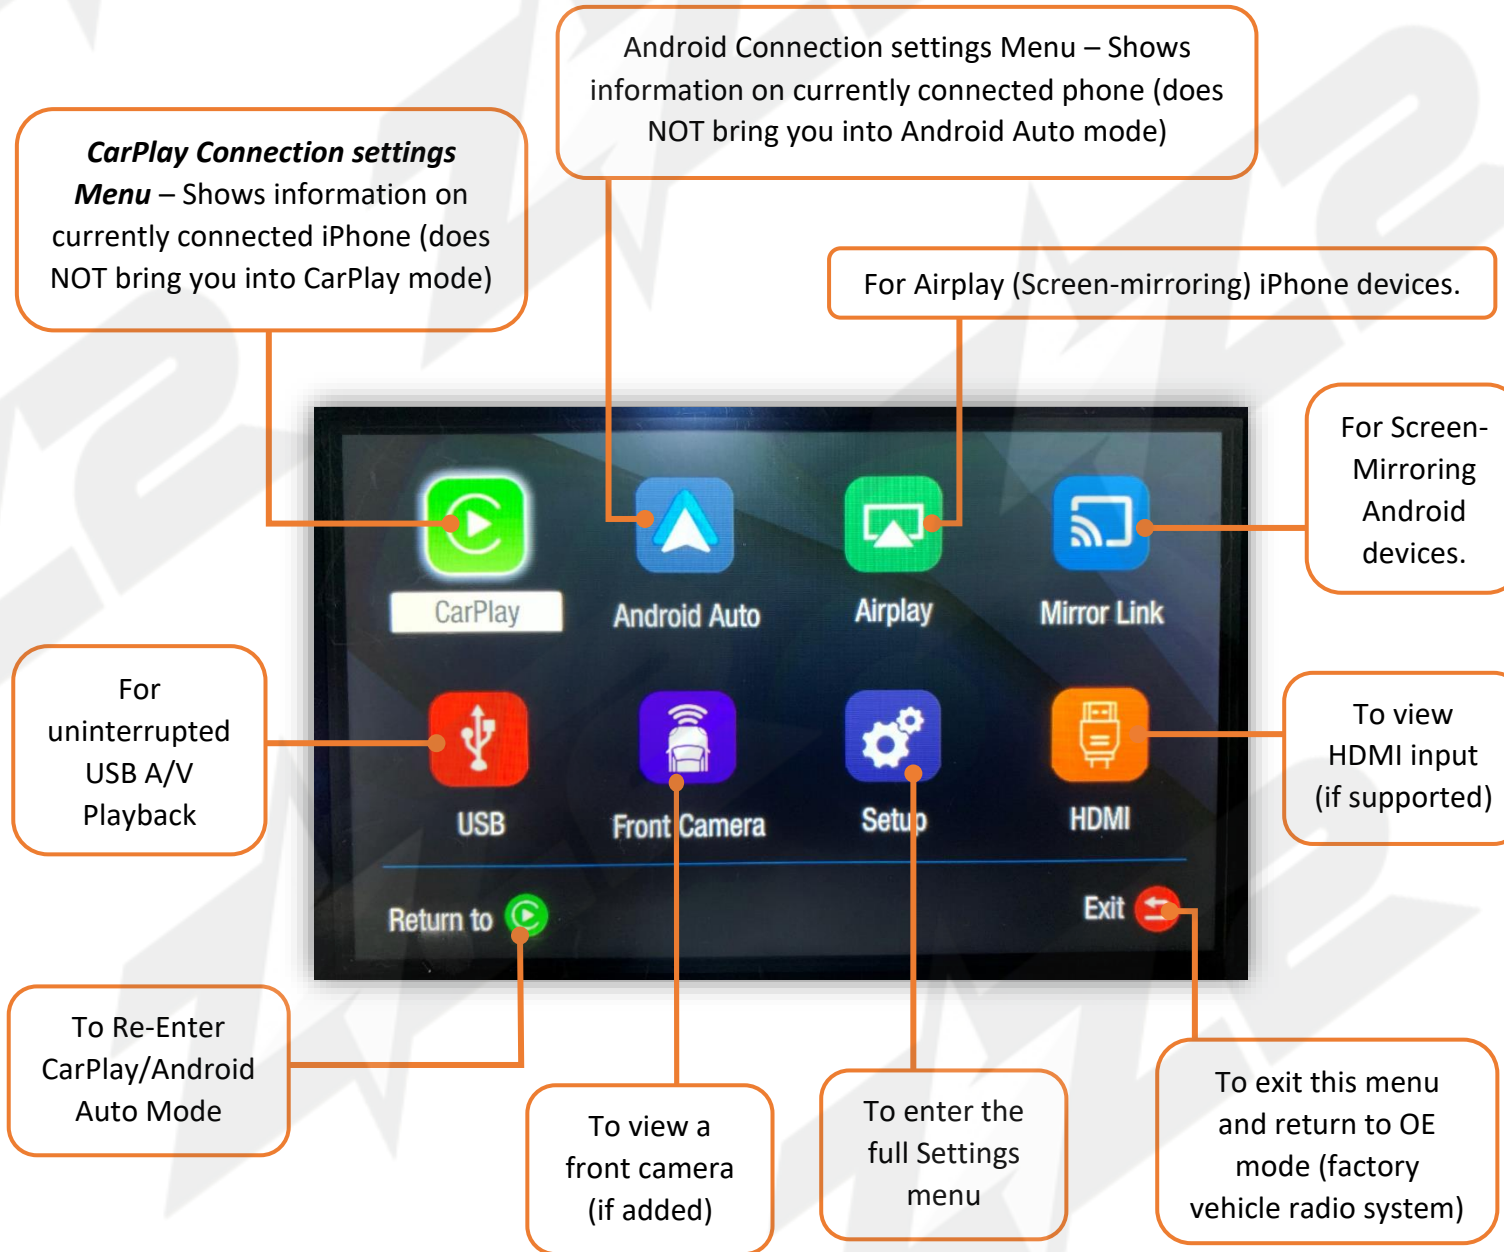 Android Connection settings Menu – Shows
information on currently connected phone (does
NOT bring you into Android Auto mode)
CarPlay Connection settings
Menu – Shows information on
currently connected iPhone (does
NOT bring you into CarPlay mode)
For Airplay (Screen-mirroring) iPhone devices.
For Screen-
Mirroring
Android
devices.
CarPlay
Android Auto
Airplay
Mirror Link
For
uninterrupted
USB A/V
Playback
To view
HDMI input
(if supported)
USB
Front Camera
Setup
HDMI
Return to
Exit
To Re-Enter
CarPlay/Android
Auto Mode
To view a
front camera
(if added)
To enter the
full Settings
menu
To exit this menu
and return to OE
mode (factory
vehicle radio system)